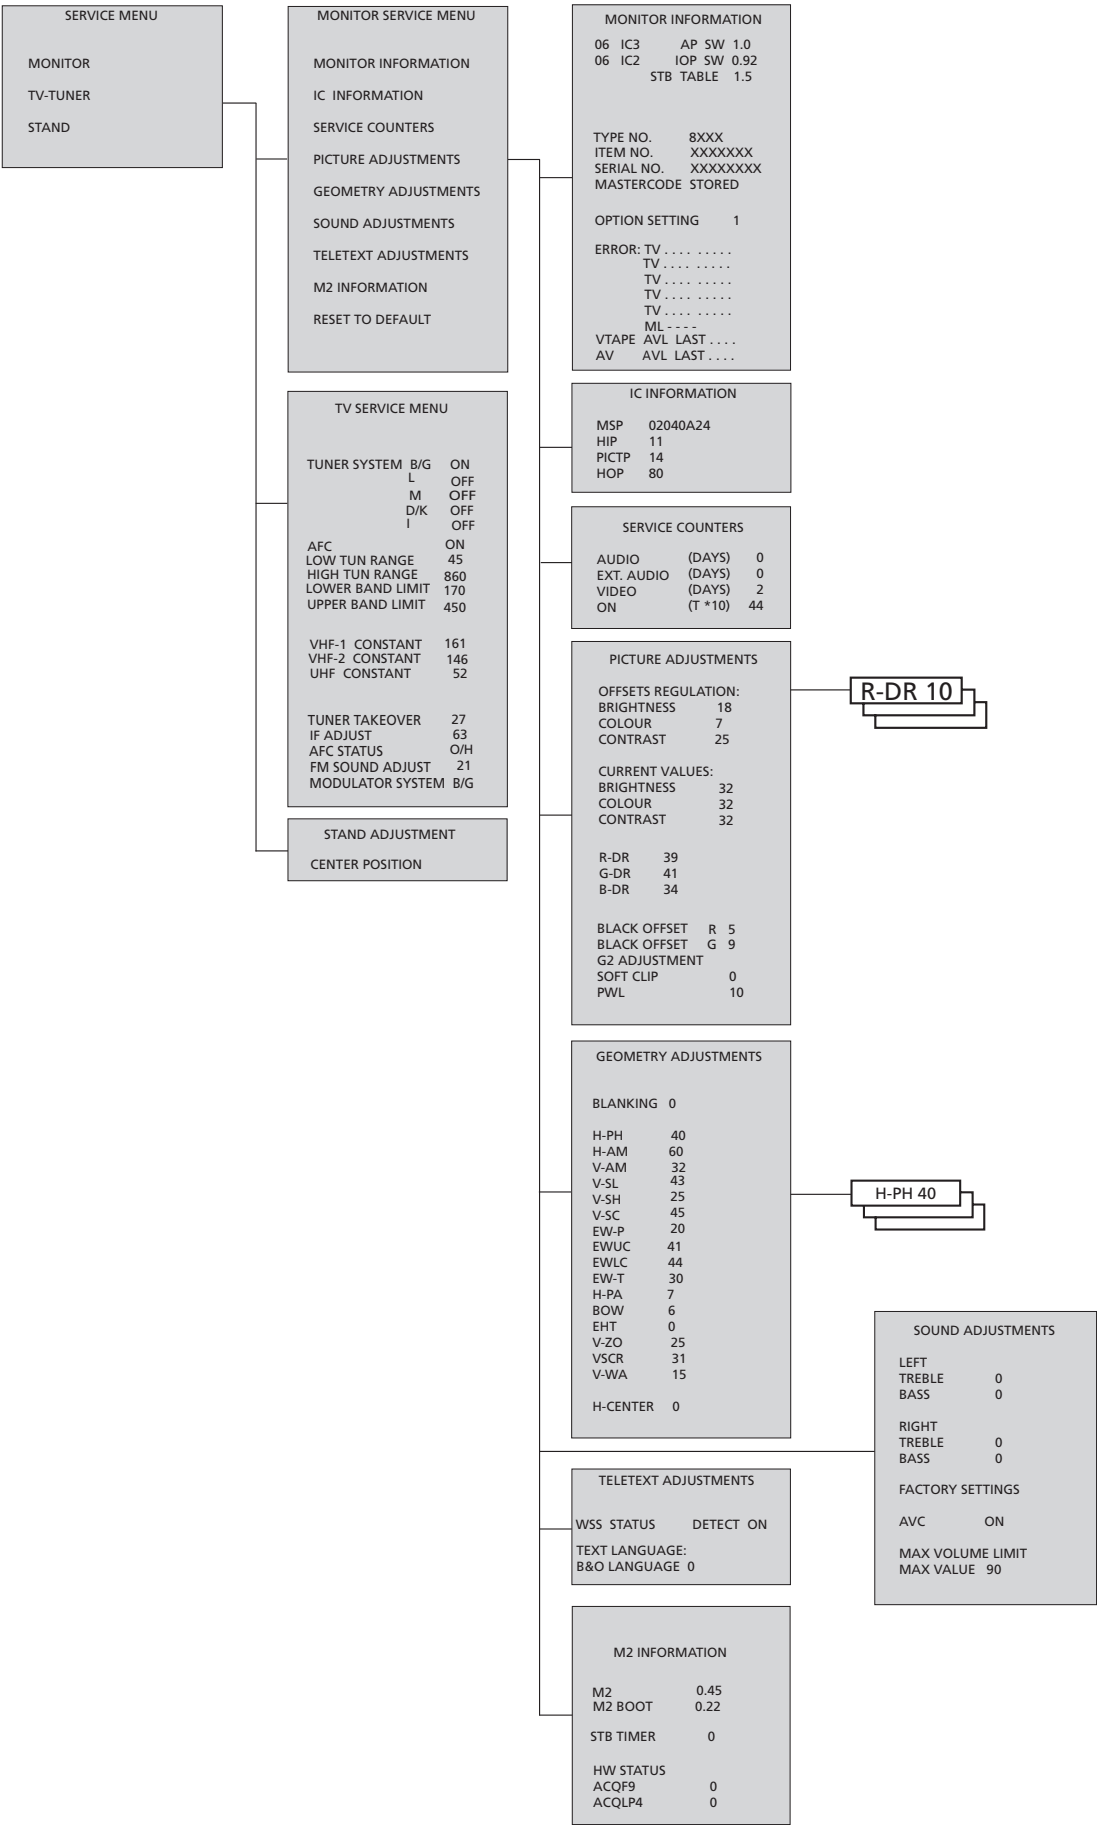 SERVICE MENU
MONITOR
TV-TUNER
STAND
MONITOR SERVICE MENU
MONITOR INFORMATION
IC INFORMATION
SERVICE COUNTERS
PICTURE ADJUSTMENTS
GEOMETRY ADJUSTMENTS
SOUND ADJUSTMENTS
TELETEXT ADJUSTMENTS
M2 INFORMATION
RESET TO DEFAULT
TV SERVICE MENU
TUNER SYSTEM B/G ON
L OFF
M OFF
D/K OFF
I OFF
AFC ON
LOW TUN RANGE 45
HIGH TUN RANGE 860
LOWER BAND LIMIT 170
UPPER BAND LIMIT 450
VHF-1 CONSTANT 161
VHF-2 CONSTANT 146
UHF CONSTANT 52
TUNER TAKEOVER 27
IF ADJUST 63
AFC STATUS O/H
FM SOUND ADJUST 21
MODULATOR SYSTEM B/G
STAND ADJUSTMENT
CENTER POSITION
MONITOR INFORMATION
06 IC3 AP SW 1.0
06 IC2 IOP SW 0.92
STB TABLE 1.5
TYPE NO. 8XXX
ITEM NO. XXXXXXX
SERIAL NO. XXXXXXXX
MASTERCODE STORED
OPTION SETTING 1
ERROR: TV . . . . . . . . .
TV . . . . . . . . .
TV . . . . . . . . .
TV . . . . . . . . .
TV . . . . . . . . .
ML - - - -
VTAPE AVL LAST . . . .
AV AVL LAST . . . .
IC INFORMATION
MSP 02040A24
HIP 11
PICTP 14
HOP 80
SERVICE COUNTERS
AUDIO (DAYS) 0
EXT. AUDIO (DAYS) 0
VIDEO (DAYS) 2
ON (T *10) 44
PICTURE ADJUSTMENTS
OFFSETS REGULATION:
BRIGHTNESS 18
COLOUR 7
CONTRAST 25
CURRENT VALUES:
BRIGHTNESS 32
COLOUR 32
CONTRAST 32
R-DR 39
G-DR 41
B-DR 34
BLACK OFFSET R 5
BLACK OFFSET G 9
G2 ADJUSTMENT
SOFT CLIP 0
PWL 10
R-DR 10
GEOMETRY ADJUSTMENTS
BLANKING 0
H-PH 40
H-AM 60
V-AM 32
V-SL 43
V-SH 25
V-SC 45
EW-P 20
EWUC 41
EWLC 44
EW-T 30
H-PA 7
BOW 6
EHT 0
V-ZO 25
VSCR 31
V-WA 15
H-CENTER 0
H-PH 40
SOUND ADJUSTMENTS
LEFT
TREBLE 0
BASS 0
RIGHT
TREBLE 0
BASS 0
FACTORY SETTINGS
AVC ON
MAX VOLUME LIMIT
MAX VALUE 90
TELETEXT ADJUSTMENTS
WSS STATUS DETECT ON
TEXT LANGUAGE:
B&O LANGUAGE 0
M2 INFORMATION
M2 0.45
M2 BOOT 0.22
STB TIMER 0
HW STATUS
ACQF9 0
ACQLP4 0